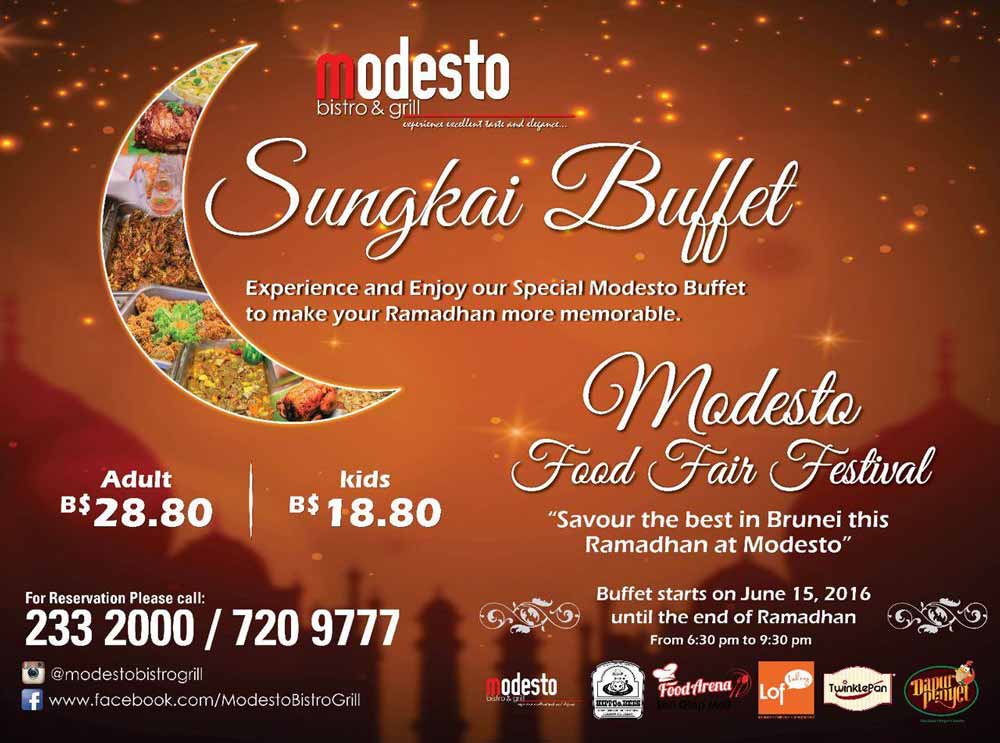 modesto
bistro & grill
experience excellent taste and elegance...
Sungkai Buffet
Experience and Enjoy our Special Modesto Buffet
to make your Ramadhan more memorable.
Modesto
Food Fair Festival
"Savour the best in Brunei this
Ramadhan at Modesto"
Adult
B$28.80
kids
B$18.80
For Reservation Please call:
233 2000 / 720 9777
@modestobistrogrill
www.facebook.com/ModestoBistroGrill
Buffet starts on June 15, 2016
until the end of Ramadhan
From 6:30 pm to 9:30 pm
modesto
bistro & grill
Food Arena
Lof
Gallery
TwinklePan
Dapur
Penyet